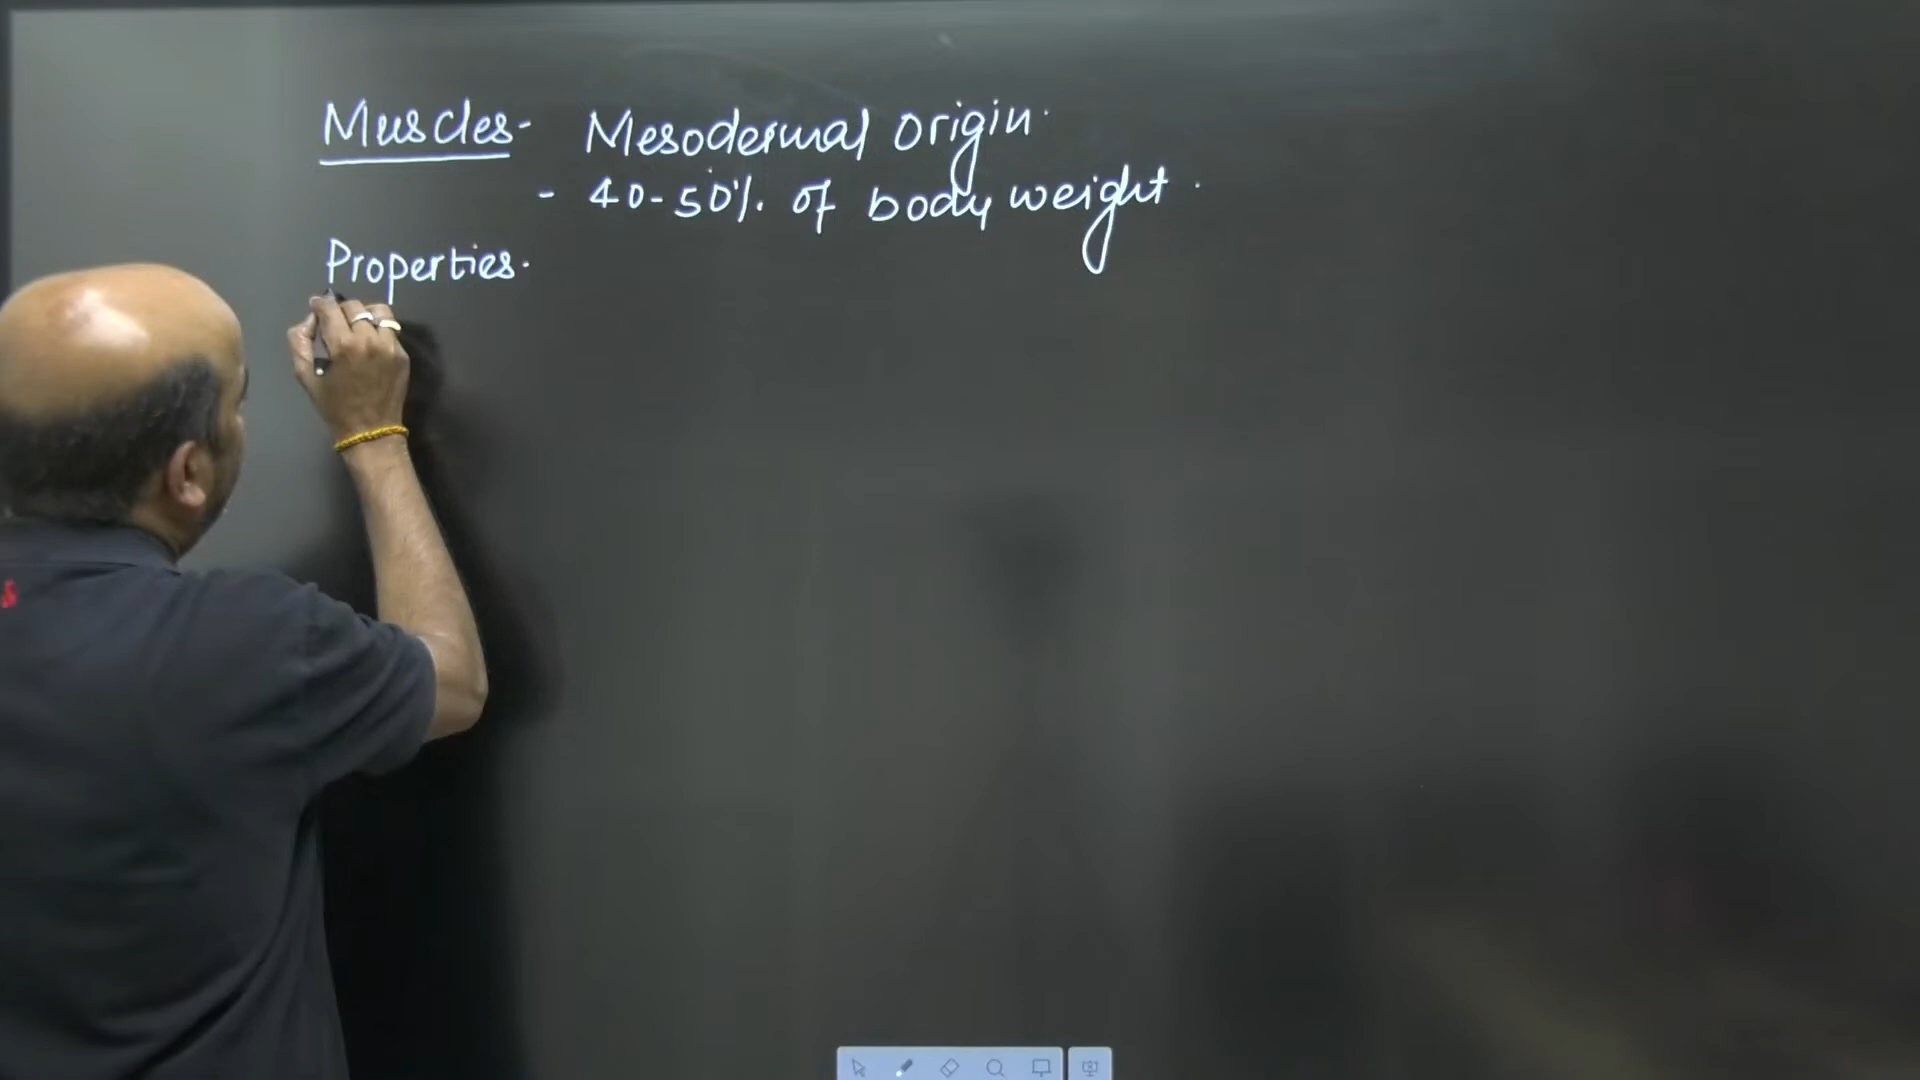 Muscles - Mesodermal origin.
- 40-50% of body weight.
Properties.